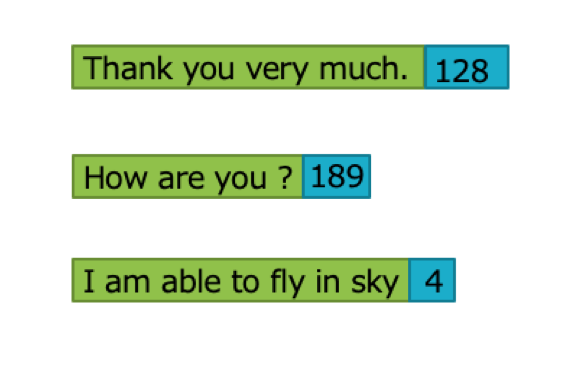 Thank you very much. 128
How are you ? 189
I am able to fly in sky 4